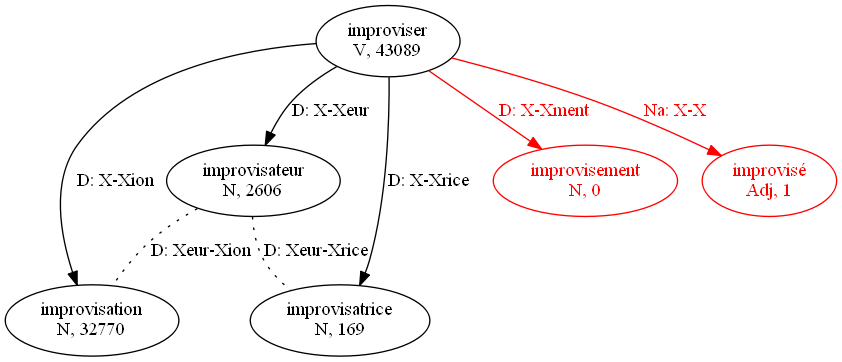 improviser
V, 43089
D: X-Xeur
D: X-Xment
Na: X-X
improvisateur
N, 2606
improvisement
N, 0
improvisé
Adj, 1
D: X-Xion
D: X-Xrice
D: Xeur-Xion
D: Xeur-Xrice
improvisation
N, 32770
improvisatrice
N, 169